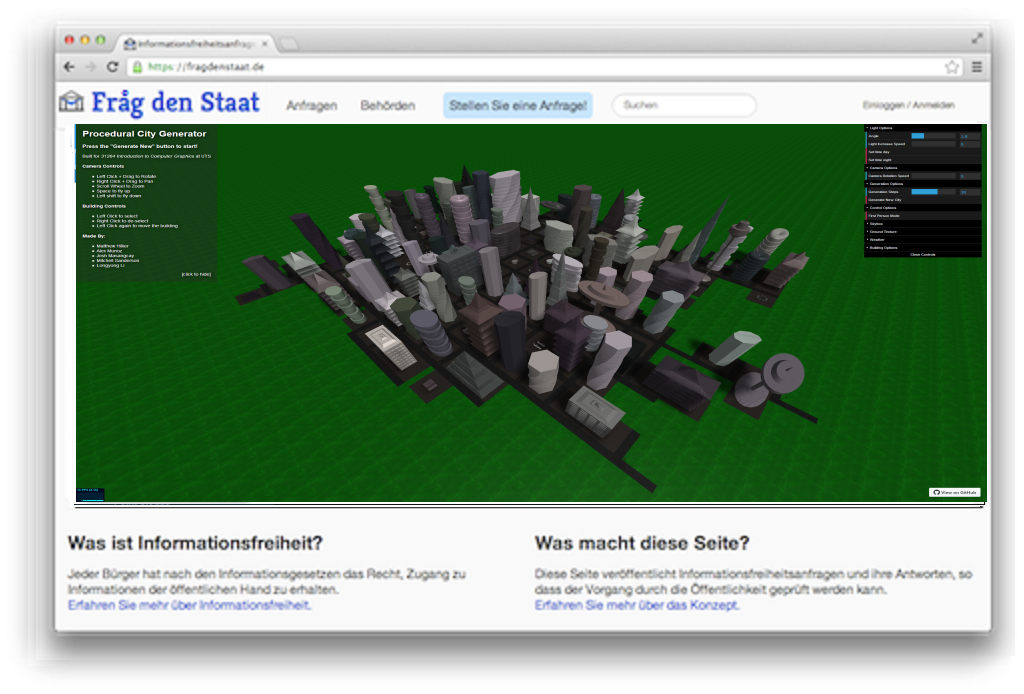 Informationsfreiheitsanfrag
https://fragdenstaat.de
Fråg den Staat
Anfragen
Behörden
Stellen Sie eine Anfrage!
Suchen
Einloggen / Anmelden
Procedural City Generator
Press the "Generate New" button to start!
Built for 31264 Introduction to Computer Graphics at UTS
Camera Controls
Left Click + Drag to Rotate
Right Click + Drag to Pan
Scroll Wheel to Zoom
Space to fly up
Left shift to fly down
Building Controls
Left Click to select
Right Click to de-select
Left Click again to move the building
Made By:
Matthew Hiller
Alex Munoz
Josh Masangcay
Mitchell Sanderson
Longyong Li
[click to hide]
Light Options
Angle
Light Increase Speed
Set time day
Set time night
Camera Options
Camera Rotation Speed
Generation Options
Generation Steps
Generate New City
Control Options
First Person Mode
Skybox
Ground Texture
Weather
Building Options
Close Controls
View on GitHub
Was ist Informationsfreiheit?
Jeder Bürger hat nach den Informationsgesetzen das Recht, Zugang zu
Informationen der öffentlichen Hand zu erhalten.
Erfahren Sie mehr über Informationsfreiheit.
Was macht diese Seite?
Diese Seite veröffentlicht Informationsfreiheitsanfragen und ihre Antworten, so
dass der Vorgang durch die Öffentlichkeit geprüft werden kann.
Erfahren Sie mehr über das Konzept.